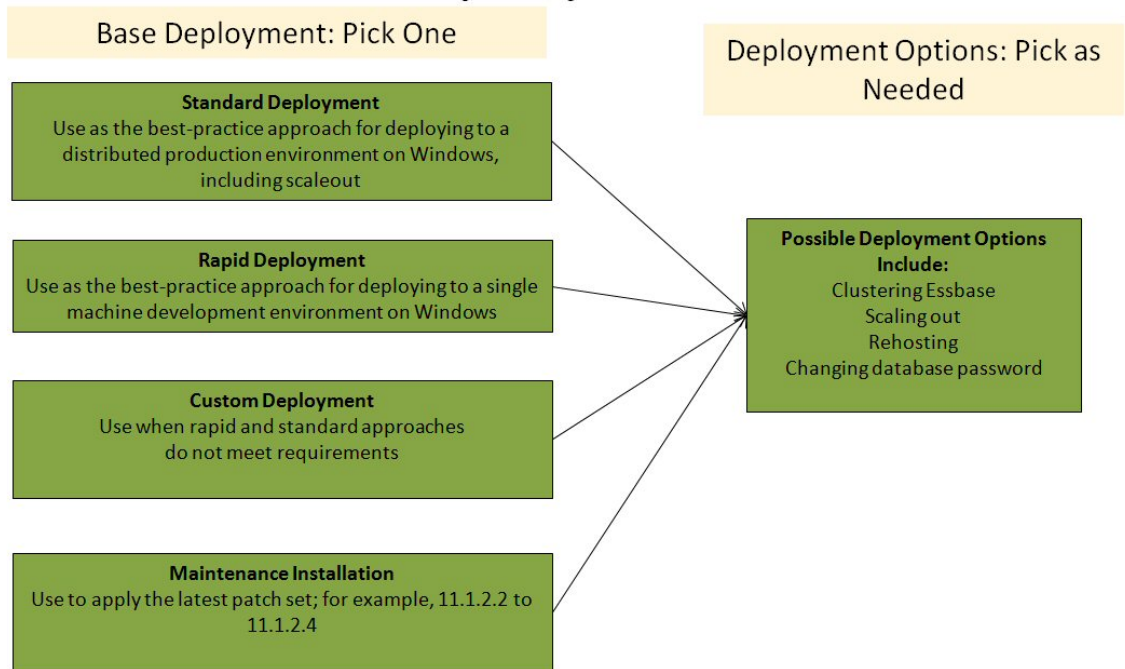 Base Deployment: Pick One
Deployment Options: Pick as
Needed
Standard Deployment
Use as the best-practice approach for deploying to a
distributed production environment on Windows,
including scaleout
Rapid Deployment
Use as the best-practice approach for deploying to a single
machine development environment on Windows
Custom Deployment
Use when rapid and standard approaches
do not meet requirements
Maintenance Installation
Use to apply the latest patch set; for example, 11.1.2.2 to
11.1.2.4
Possible Deployment Options
Include:
Clustering Essbase
Scaling out
Rehosting
Changing database password